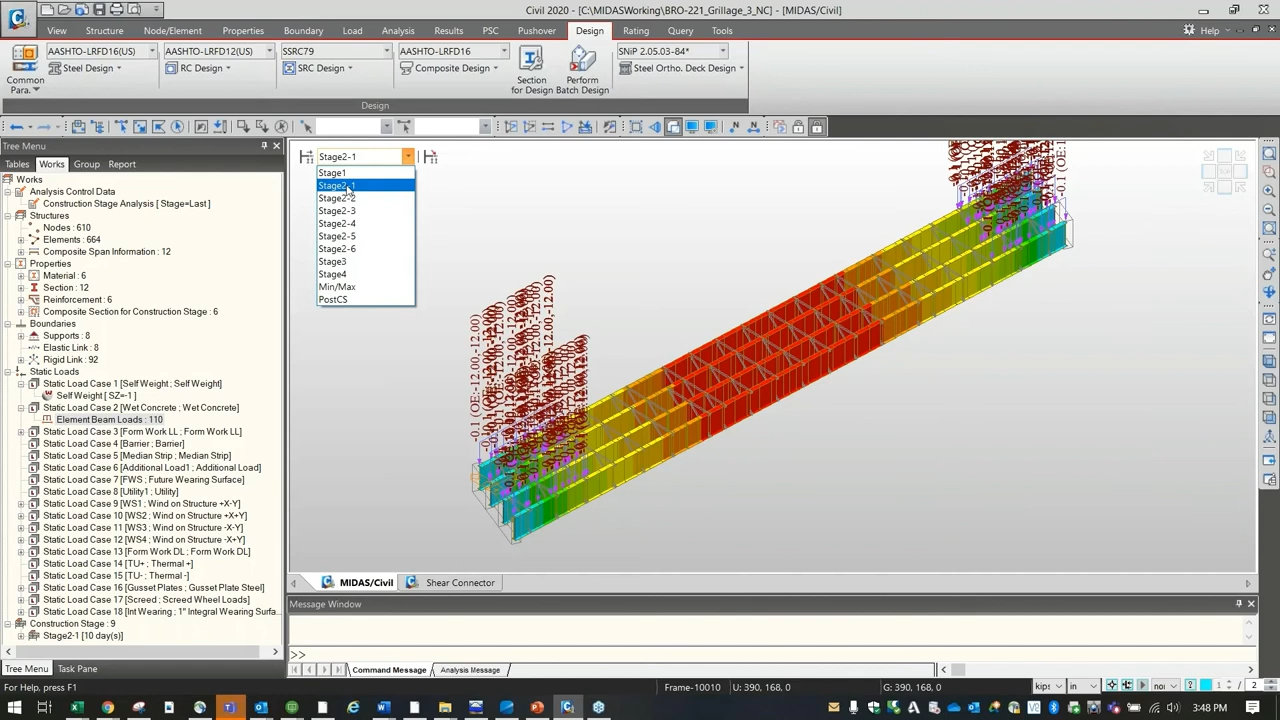 Civil 2020 - [C:\MIDASWorking\BRO-221_Grillage_3_NC] - [MIDAS/Civil]
View Structure Node/Element Properties Boundary Load Analysis Results PSC Pushover Design Rating Query Tools Help
AASHTO-LRFD16(US) AASHTO-LRFD12(US) SSRC79 AASHTO-LRFD16 SNiP 2.05.03-84*
Common Para.
Steel Design RC Design SRC Design Composite Design
Section for Design
Perform Batch Design
Steel Ortho. Deck Design
Design
Tree Menu
Tables Works Group Report
Works
Analysis Control Data
Construction Stage Analysis [ Stage=Last ]
Structures
Nodes : 610
Elements : 664
Composite Span Information : 12
Properties
Material : 6
Section : 12
Reinforcement : 6
Composite Section for Construction Stage : 6
Boundaries
Supports : 8
Elastic Link : 8
Rigid Link : 92
Static Loads
Static Load Case 1 [Self Weight ; Self Weight]
Self Weight [ SZ=-1 ]
Static Load Case 2 [Wet Concrete ; Wet Concrete]
Element Beam Loads : 110
Static Load Case 3 [Form Work LL ; Form Work LL]
Static Load Case 4 [Barrier ; Barrier]
Static Load Case 5 [Median Strip ; Median Strip]
Static Load Case 6 [Additional Load1 ; Additional Load]
Static Load Case 7 [FWS ; Future Wearing Surface]
Static Load Case 8 [Utility1 ; Utility]
Static Load Case 9 [WS1 ; Wind on Structure +X-Y]
Static Load Case 10 [WS2 ; Wind on Structure +X+Y]
Static Load Case 11 [WS3 ; Wind on Structure -X-Y]
Static Load Case 12 [WS4 ; Wind on Structure -X+Y]
Static Load Case 13 [Form Work DL ; Form Work DL]
Static Load Case 14 [TU+ ; Thermal +]
Static Load Case 15 [TU- ; Thermal -]
Static Load Case 16 [Gusset Plates ; Gusset Plate Steel]
Static Load Case 17 [Screed ; Screed Wheel Loads]
Static Load Case 18 [Int Wearing ; 1" Integral Wearing Surfa...
Construction Stage : 9
Stage2-1 [10 day(s)]
Tree Menu Task Pane
Stage2-1
Stage1
Stage2-1
Stage2-2
Stage2-3
Stage2-4
Stage2-5
Stage2-6
Stage3
Stage4
Min/Max
PostCS
-0.1 (OE:-12.00,-12.00)
MIDAS/Civil Shear Connector
Message Window
>>
Command Message Analysis Message
For Help, press F1
Frame-10010 U: 390, 168, 0 G: 390, 168, 0 kips in non 1 / 2
3:48 PM